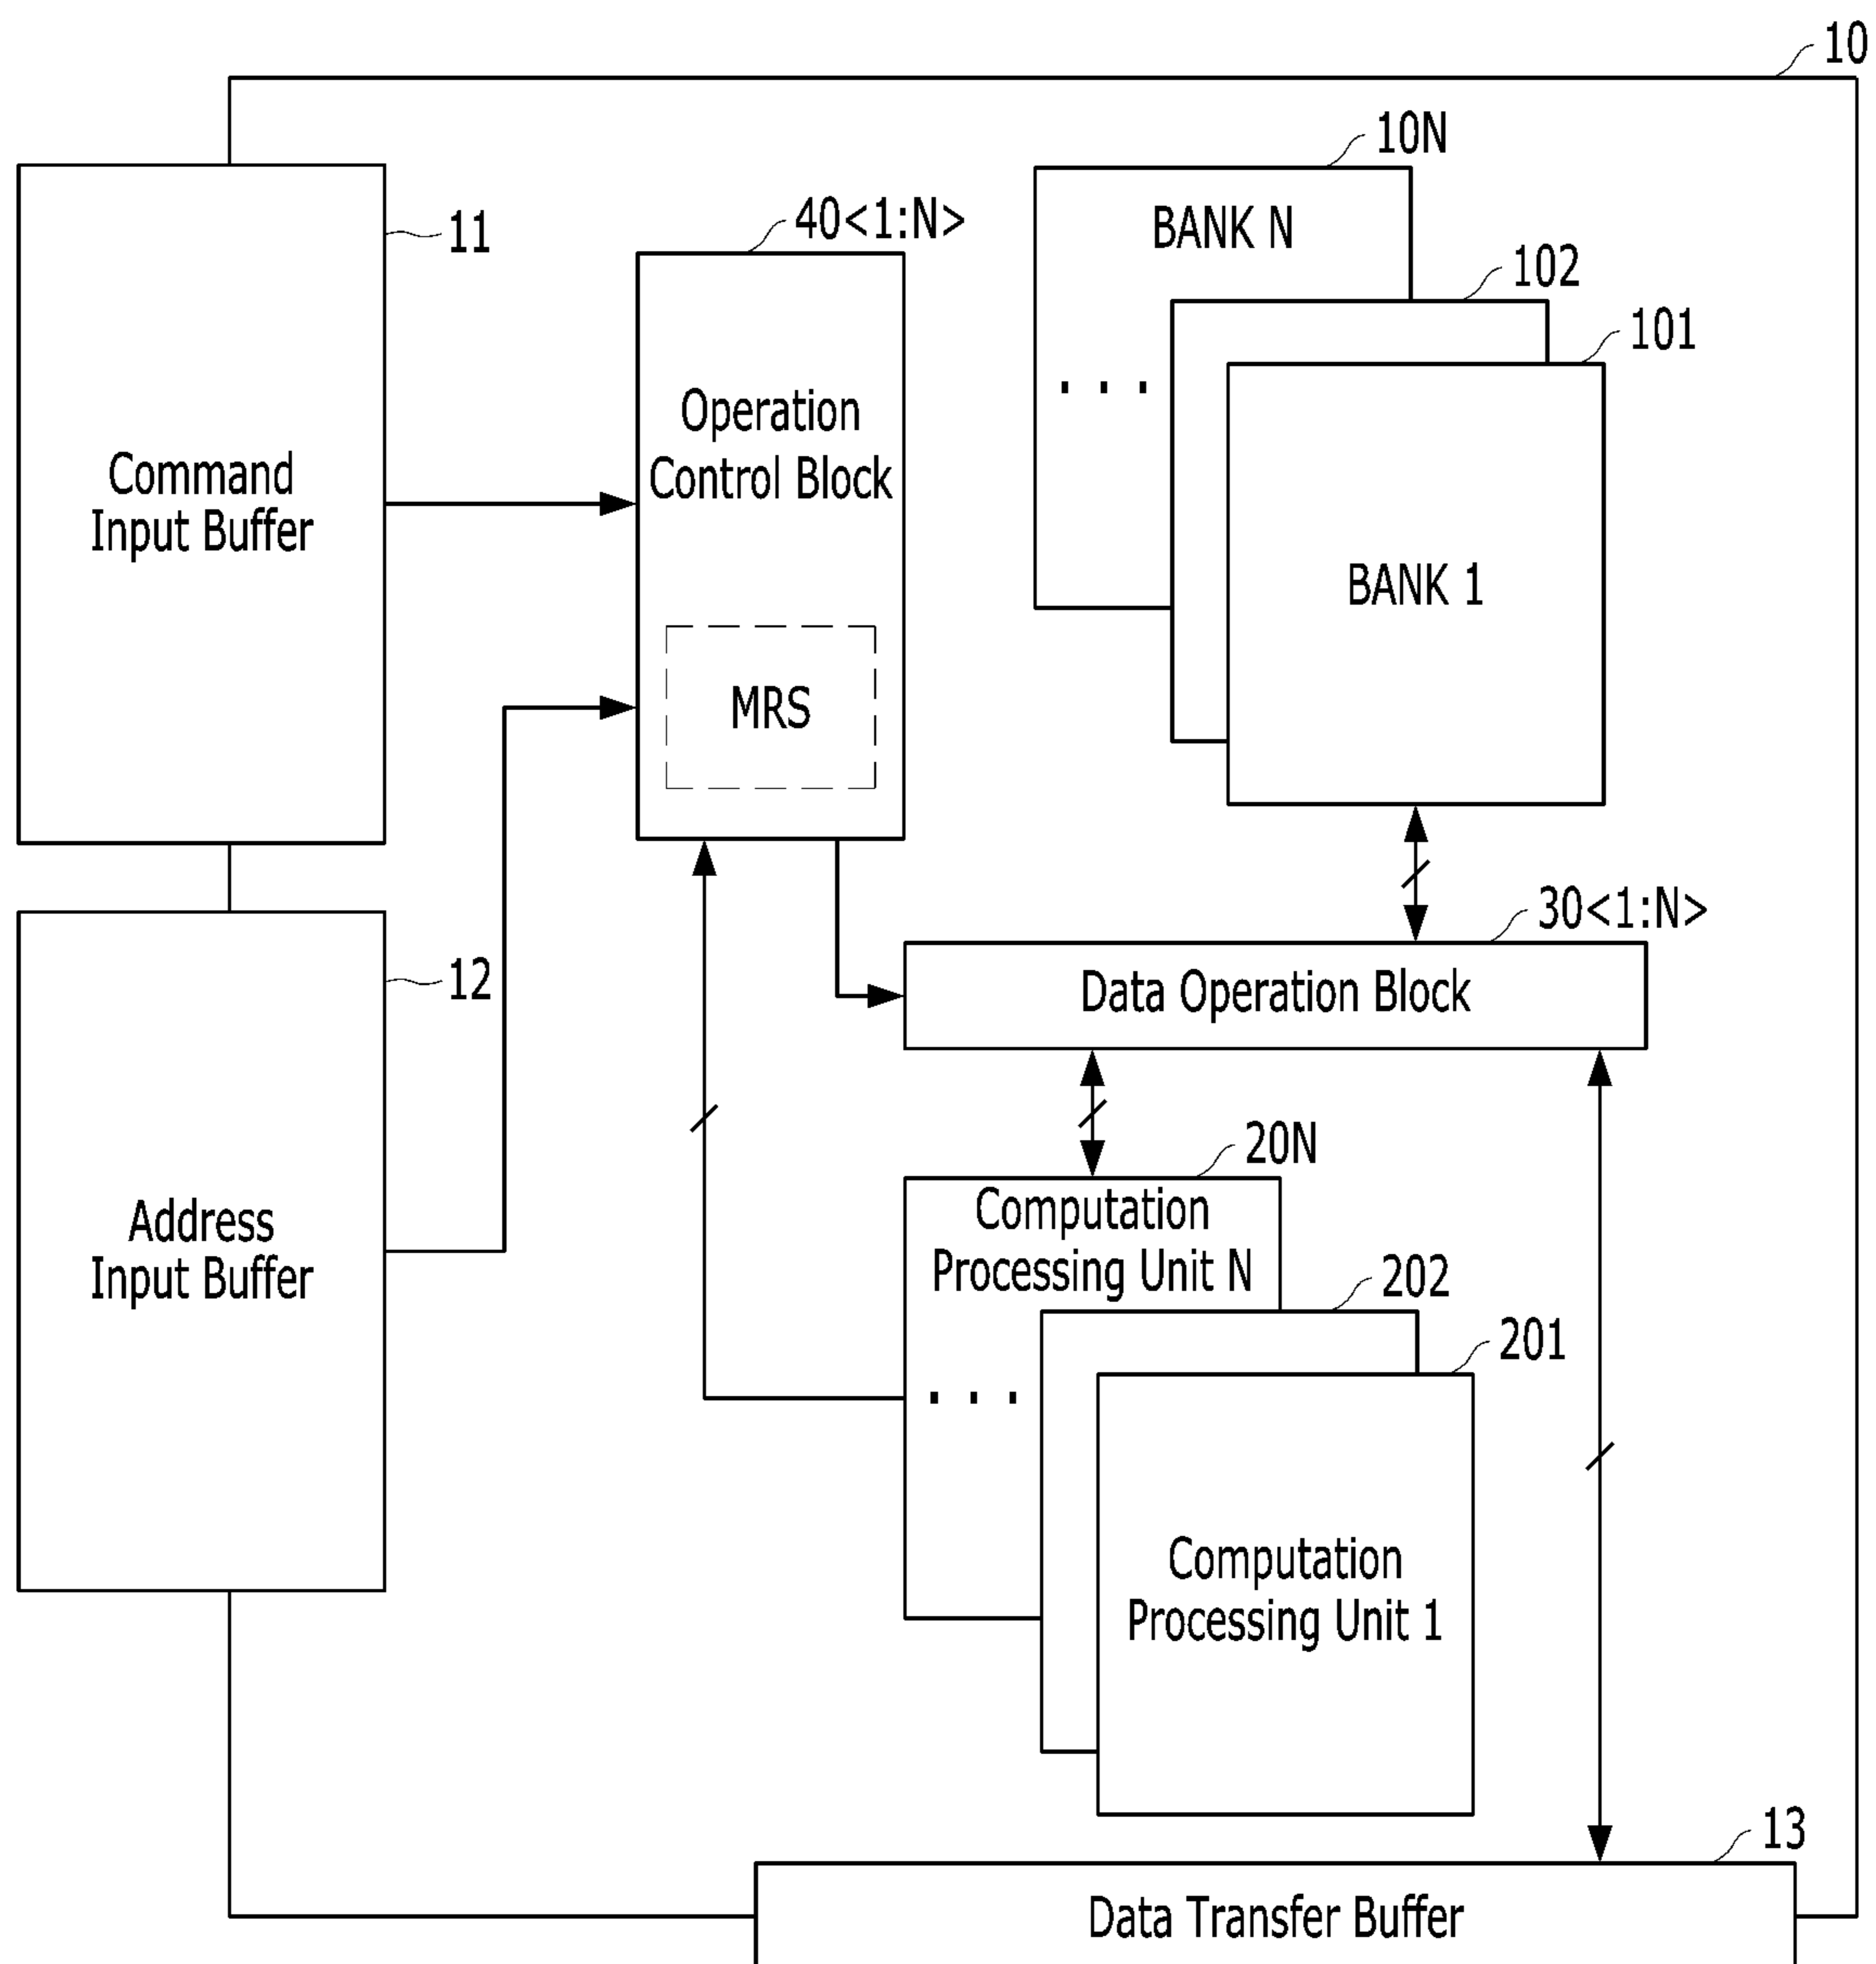 10
10N
BANK N
40<1:N>
11
102
101
. . .
Operation
Control Block
Command
Input Buffer
BANK 1
MRS
30<1:N>
12
Data Operation Block
20N
Computation
Processing Unit N
Address
Input Buffer
202
201
. . .
Computation
Processing Unit 1
13
Data Transfer Buffer